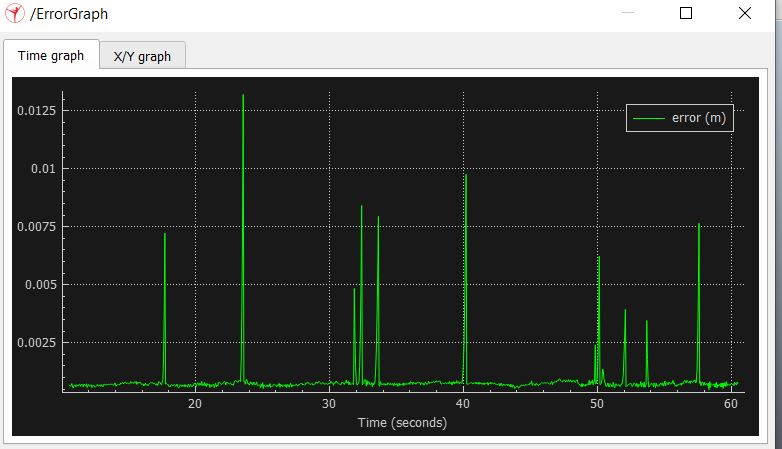 /ErrorGraph
Time graph
X/Y graph
0.0125
0.01
0.0075
0.005
0.0025
error (m)
20
30
40
50
60
Time (seconds)